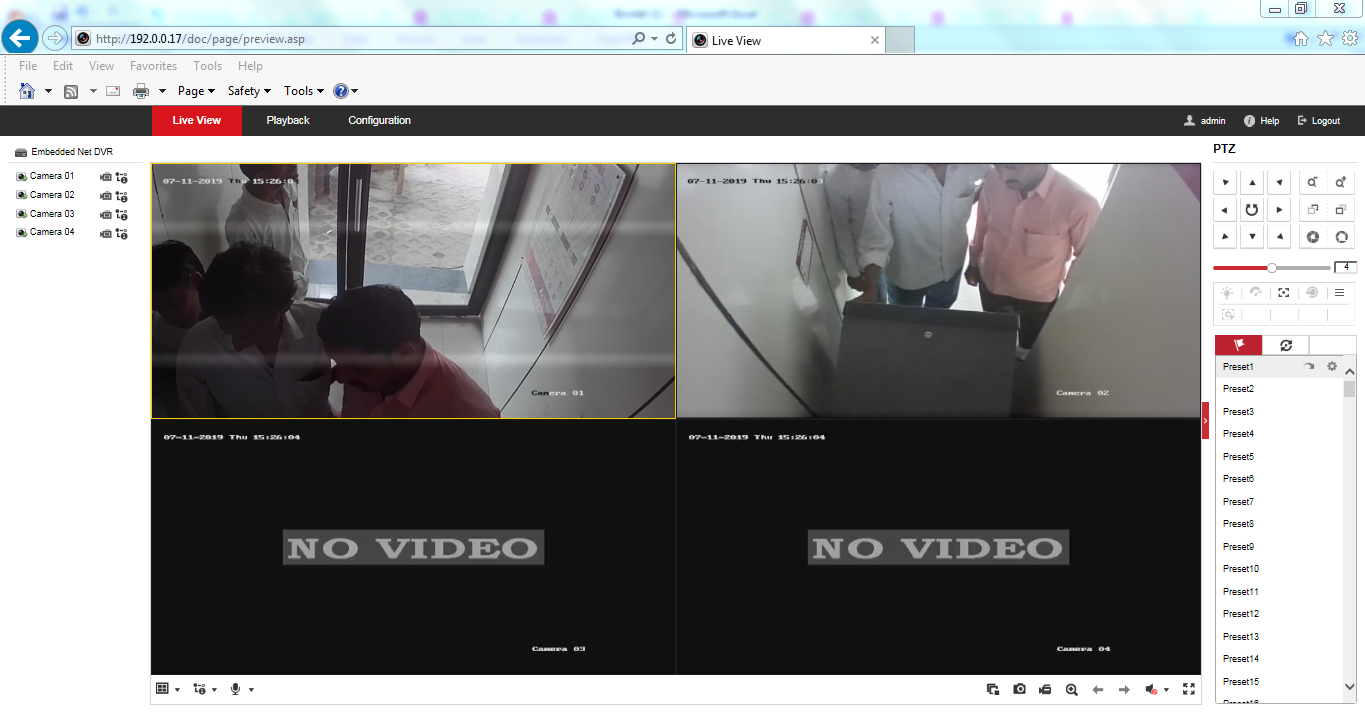 http://192.0.0.17/doc/page/preview.asp
Live View
File Edit View Favorites Tools Help
Page Safety Tools
Live View Playback Configuration admin Help Logout
Embedded Net DVR
Camera 01
Camera 02
Camera 03
Camera 04
07-11-2019 Thu 15:26:04
Camera 01
07-11-2019 Thu 15:26:03
Camera 02
07-11-2019 Thu 15:26:04
NO VIDEO
Camera 03
07-11-2019 Thu 15:26:04
NO VIDEO
Camera 04
PTZ
4
Preset1
Preset2
Preset3
Preset4
Preset5
Preset6
Preset7
Preset8
Preset9
Preset10
Preset11
Preset12
Preset13
Preset14
Preset15